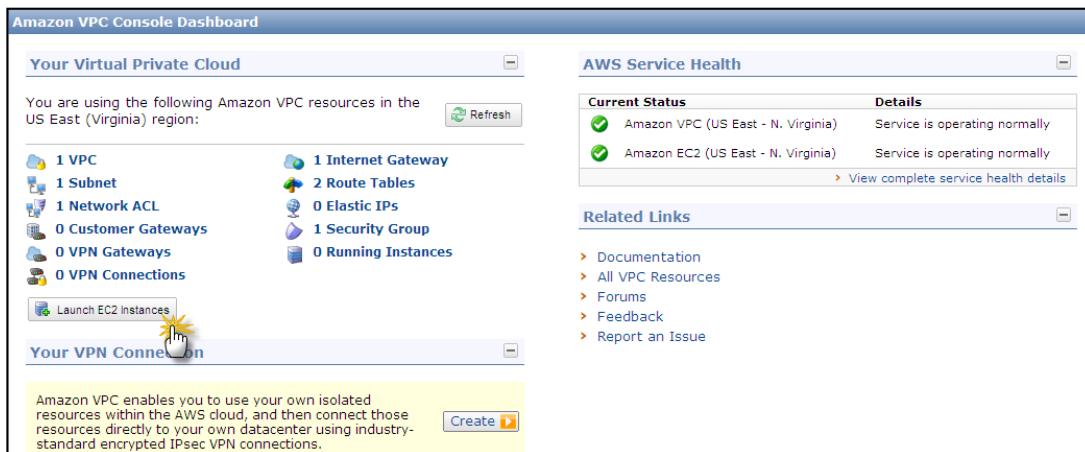 Amazon VPC Console Dashboard
Your Virtual Private Cloud
You are using the following Amazon VPC resources in the
US East (Virginia) region:
Refresh
1 VPC
1 Subnet
1 Network ACL
0 Customer Gateways
0 VPN Gateways
0 VPN Connections
1 Internet Gateway
2 Route Tables
0 Elastic IPs
1 Security Group
0 Running Instances
Launch EC2 Instances
Your VPN Connection
Amazon VPC enables you to use your own isolated
resources within the AWS cloud, and then connect those
resources directly to your own datacenter using industry-
standard encrypted IPsec VPN connections.
Create
AWS Service Health
Current Status Details
Amazon VPC (US East - N. Virginia) Service is operating normally
Amazon EC2 (US East - N. Virginia) Service is operating normally
View complete service health details
Related Links
Documentation
All VPC Resources
Forums
Feedback
Report an Issue